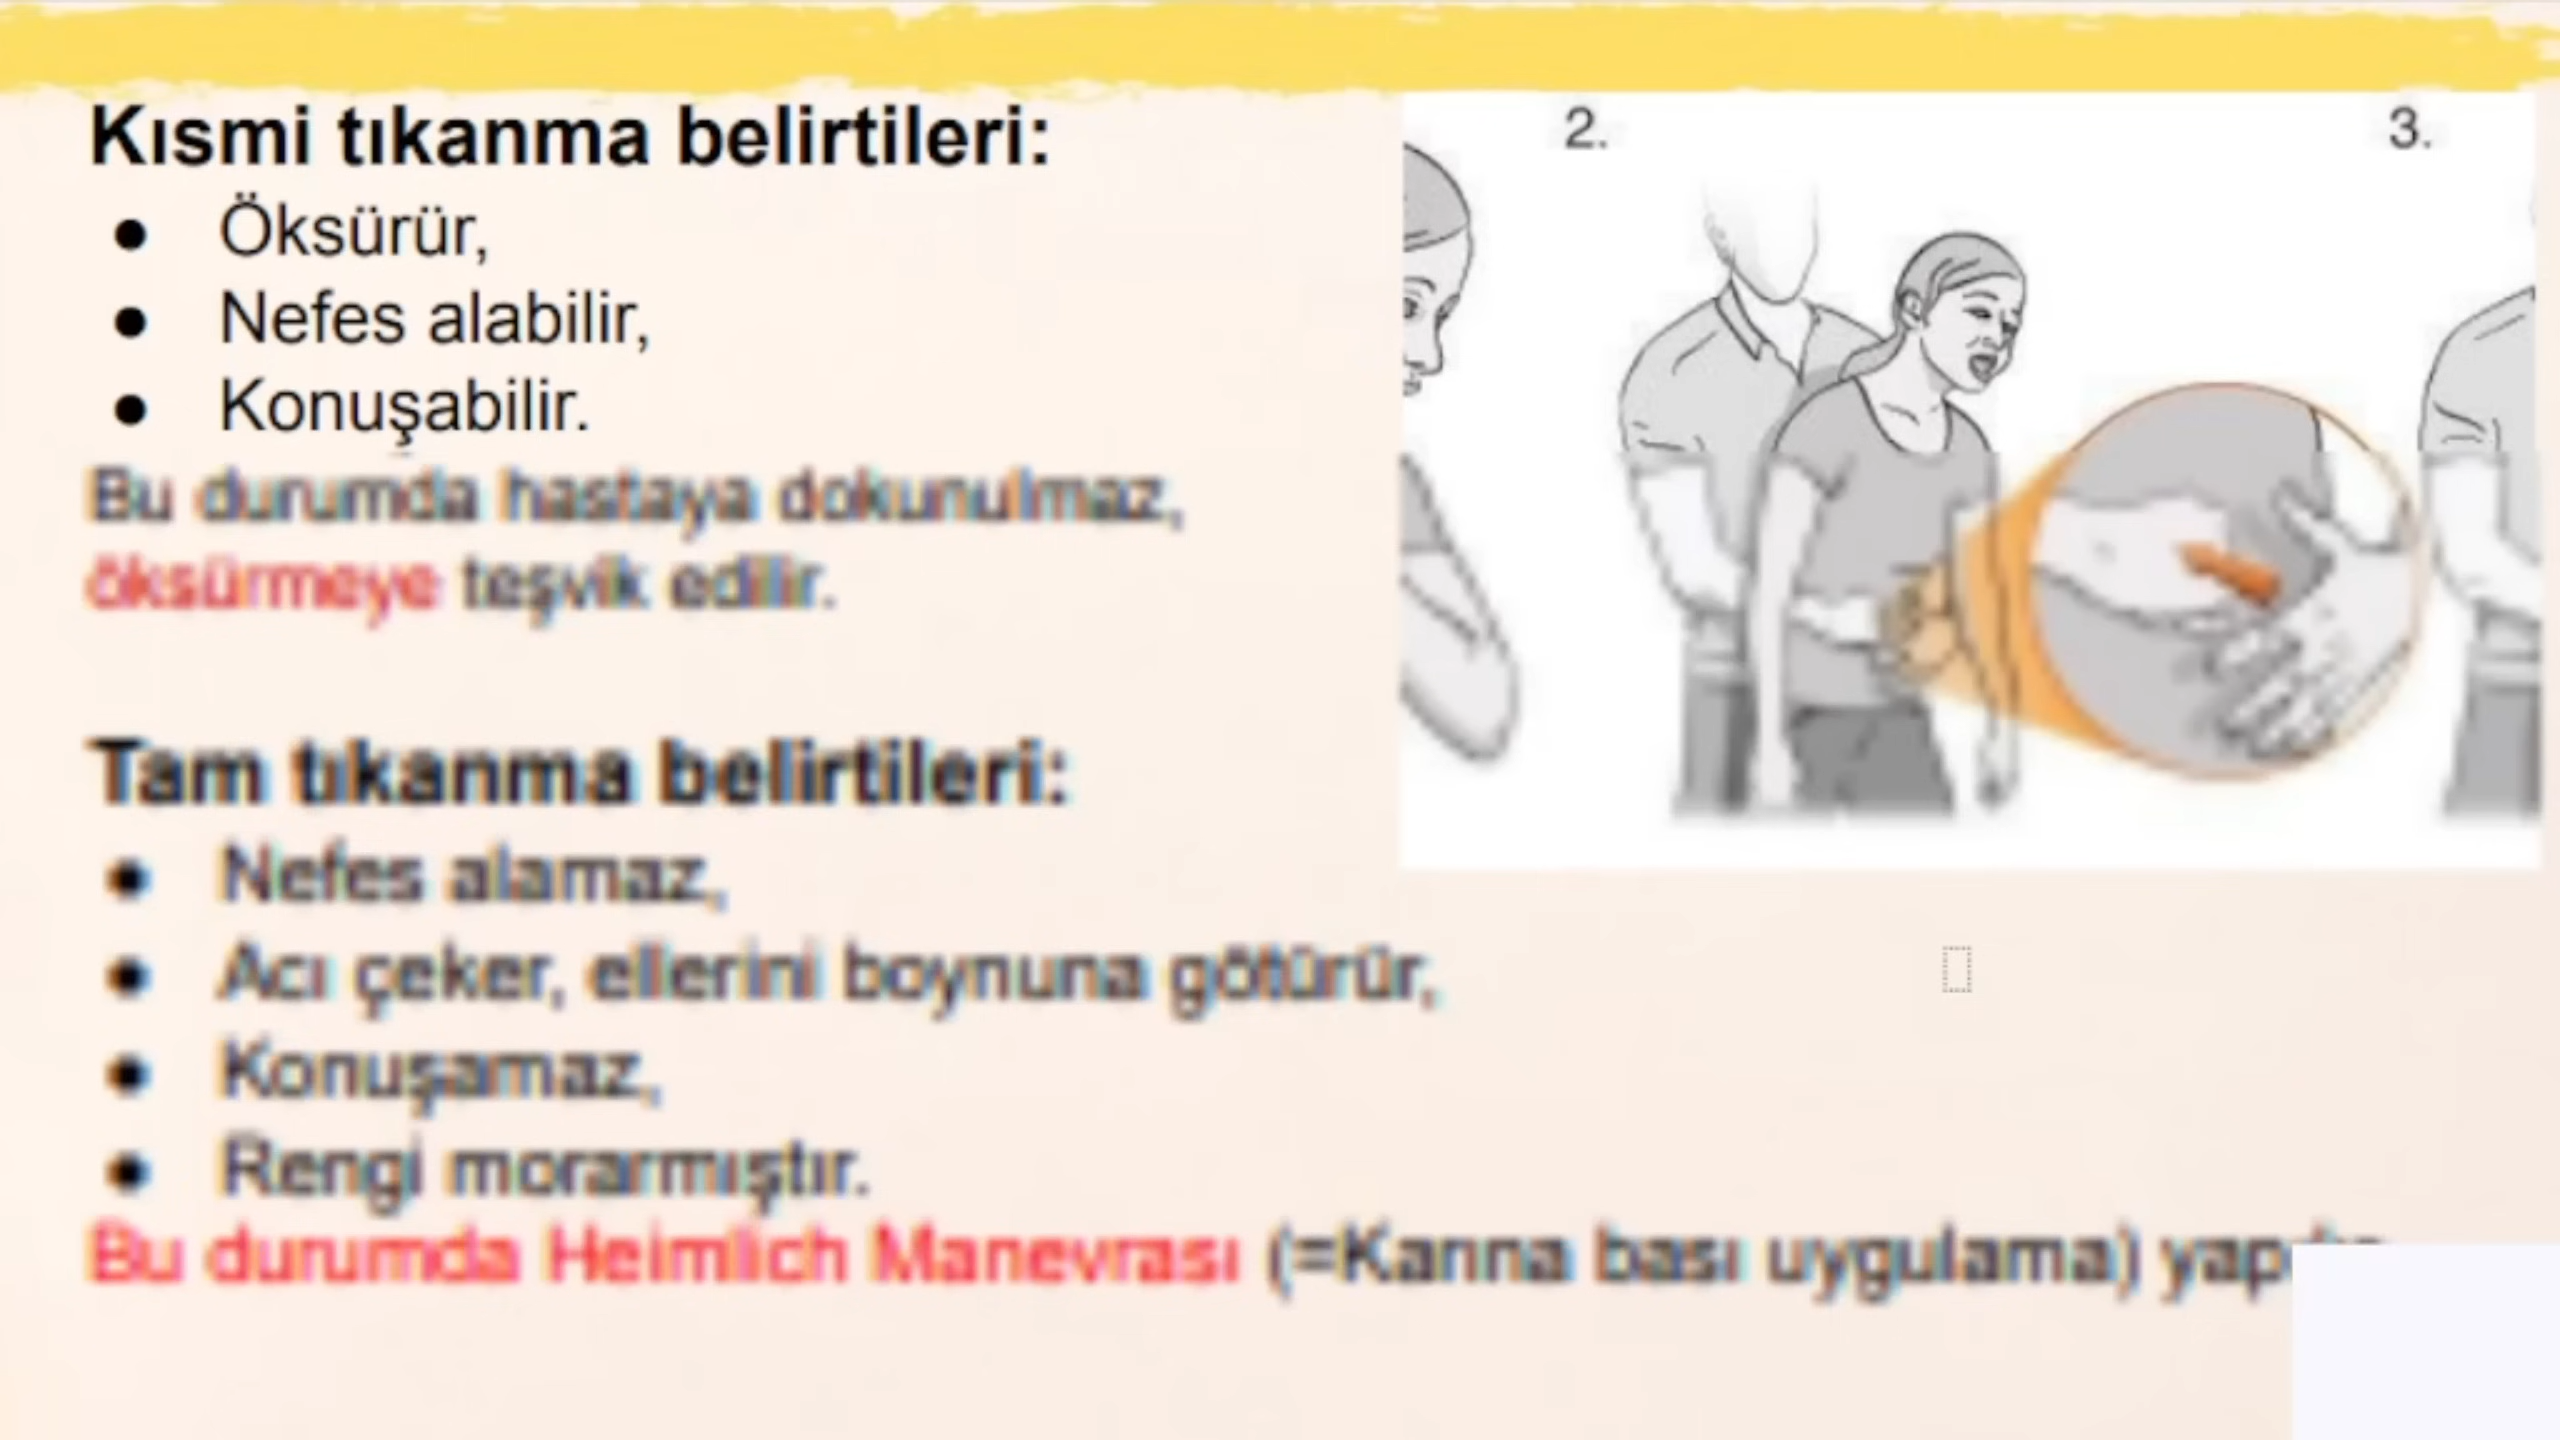 Kısmi tıkanma belirtileri:
● Öksürür,
● Nefes alabilir,
● Konuşabilir.
Bu durumda hastaya dokunulmaz,
öksürmeye teşvik edilir.
Tam tıkanma belirtileri:
● Nefes alamaz,
● Acı çeker, ellerini boynuna götürür,
● Konuşamaz,
● Rengi morarmıştır.
Bu durumda Heimlich Manevrası (=Karına bası uygulama)
2.
3.